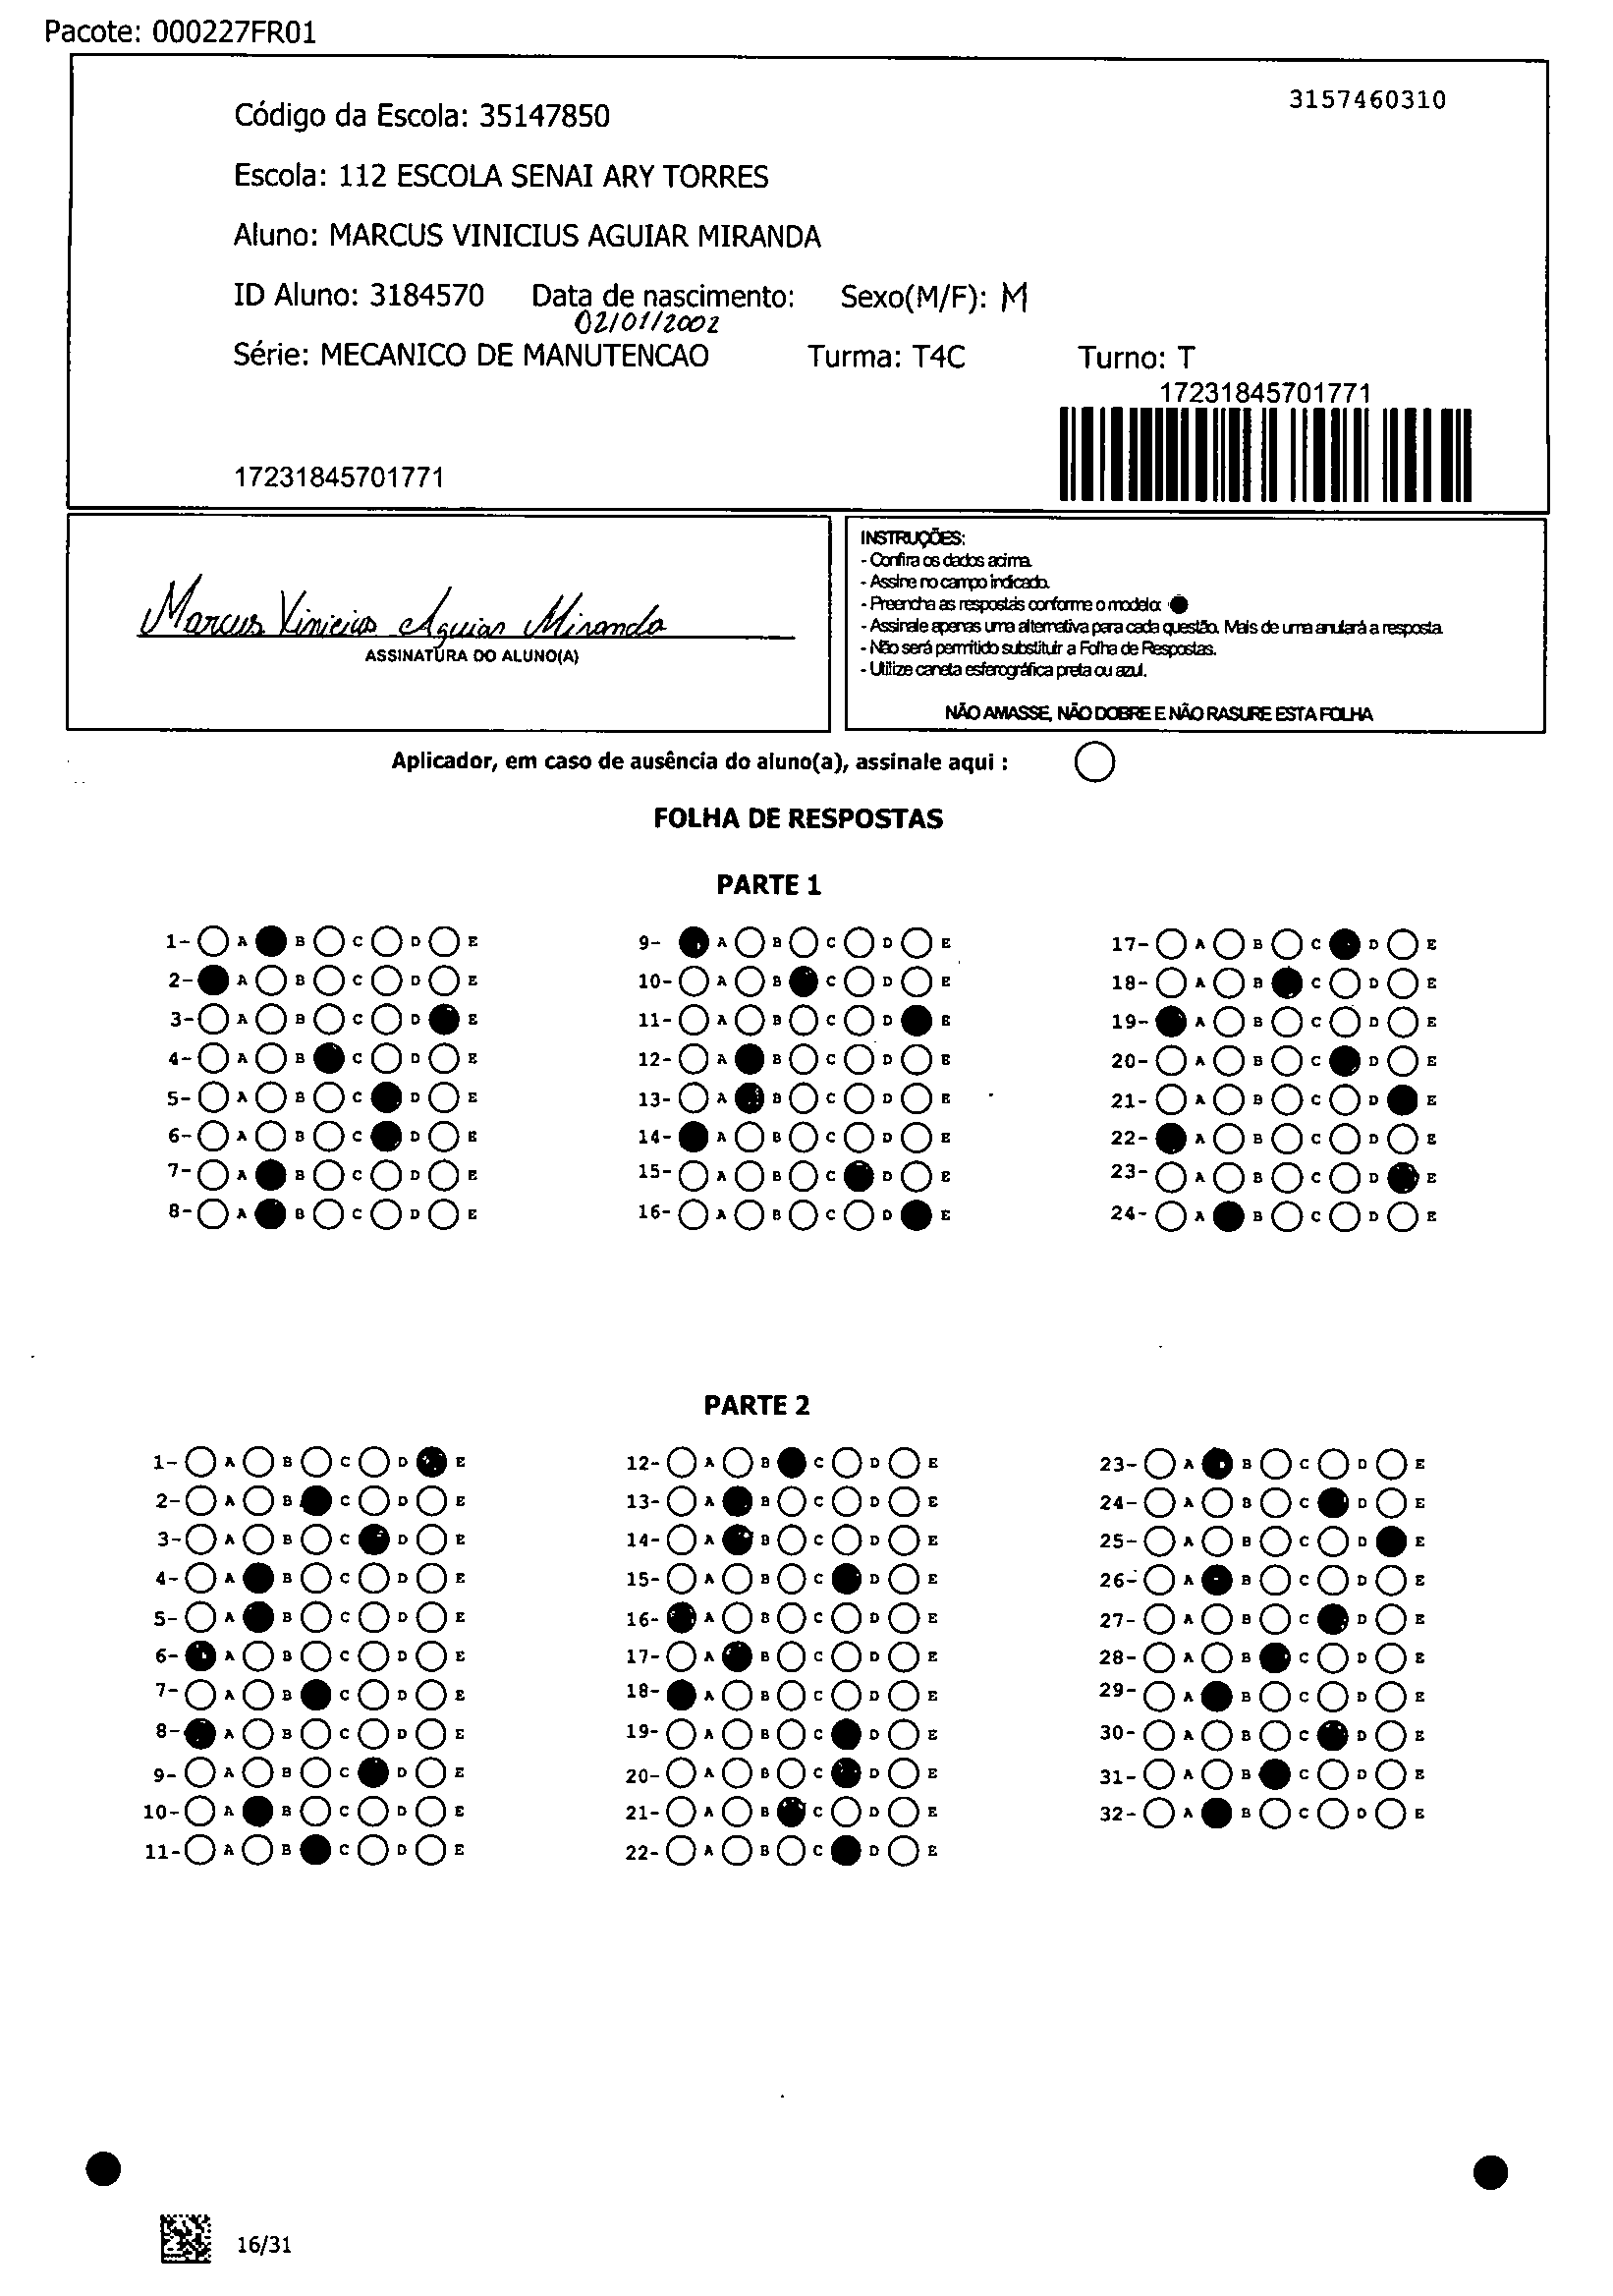 Pacote: 000227FR01
3157460310
Código da Escola: 35147850
Escola: 112 ESCOLA SENAI ARY TORRES
Aluno: MARCUS VINICIUS AGUIAR MIRANDA
ID Aluno: 3184570 Data de nascimento: Sexo(M/F): M
02/01/2002
Série: MECANICO DE MANUTENCAO Turma: T4C Turno: T
17231845701771
17231845701771
Marcus Vinicius Aguiar Miranda
ASSINATURA DO ALUNO(A)
INSTRUÇÕES:
- Confira os dados acima.
- Assine no campo indicado.
- Preencha as respostas conforme o modelo:
- Assinale apenas uma alternativa para cada questão. Mais de uma anulará a resposta.
- Não será permitido substituir a Folha de Respostas.
- Utilize caneta esferográfica preta ou azul.
NÃO AMASSE, NÃO DOBRE E NÃO RASURE ESTA FOLHA
Aplicador, em caso de ausência do aluno(a), assinale aqui :
FOLHA DE RESPOSTAS
PARTE 1
1- A B C D E 9- A B C D E 17- A B C D E
2- A B C D E 10- A B C D E 18- A B C D E
3- A B C D E 11- A B C D E 19- A B C D E
4- A B C D E 12- A B C D E 20- A B C D E
5- A B C D E 13- A B C D E 21- A B C D E
6- A B C D E 14- A B C D E 22- A B C D E
7- A B C D E 15- A B C D E 23- A B C D E
8- A B C D E 16- A B C D E 24- A B C D E
PARTE 2
1- A B C D E 12- A B C D E 23- A B C D E
2- A B C D E 13- A B C D E 24- A B C D E
3- A B C D E 14- A B C D E 25- A B C D E
4- A B C D E 15- A B C D E 26- A B C D E
5- A B C D E 16- A B C D E 27- A B C D E
6- A B C D E 17- A B C D E 28- A B C D E
7- A B C D E 18- A B C D E 29- A B C D E
8- A B C D E 19- A B C D E 30- A B C D E
9- A B C D E 20- A B C D E 31- A B C D E
10- A B C D E 21- A B C D E 32- A B C D E
11- A B C D E 22- A B C D E
16/31